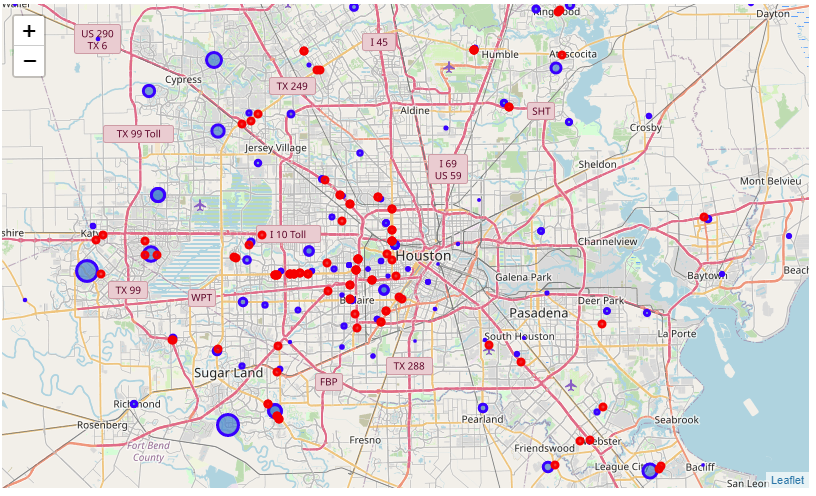 Kingwood
Dayton
+
−
US 290
TX 6
I 45
Humble
Atascocita
Cypress
TX 249
Aldine
SHT
Crosby
TX 99 Toll
Jersey Village
Sheldon
I 69
US 59
Mont Belvieu
shire
Katy
I 10 Toll
Channelview
Houston
Galena Park
Baytown
Beach
TX 99
WPT
Bellaire
Deer Park
Pasadena
La Porte
South Houston
Sugar Land
TX 288
FBP
Richmond
Rosenberg
Pearland
Seabrook
Fresno
Fort Bend
County
Friendswood
Webster
League City
Bacliff
San Leon
Leaflet